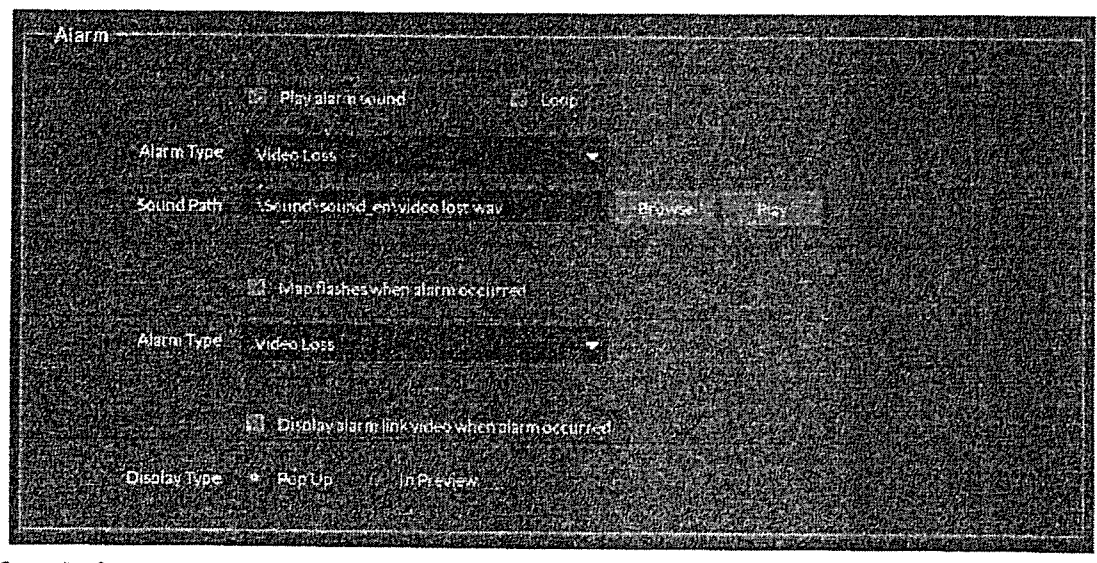 Alarm
Play alarm sound Loop
Alarm Type Video Loss
Sound Path .\Sound\sound_en\video lost.wav Browse Play
Map flashes when alarm occurred
Alarm Type Video Loss
Display alarm link video when alarm occurred
Display Type Pop Up In Preview